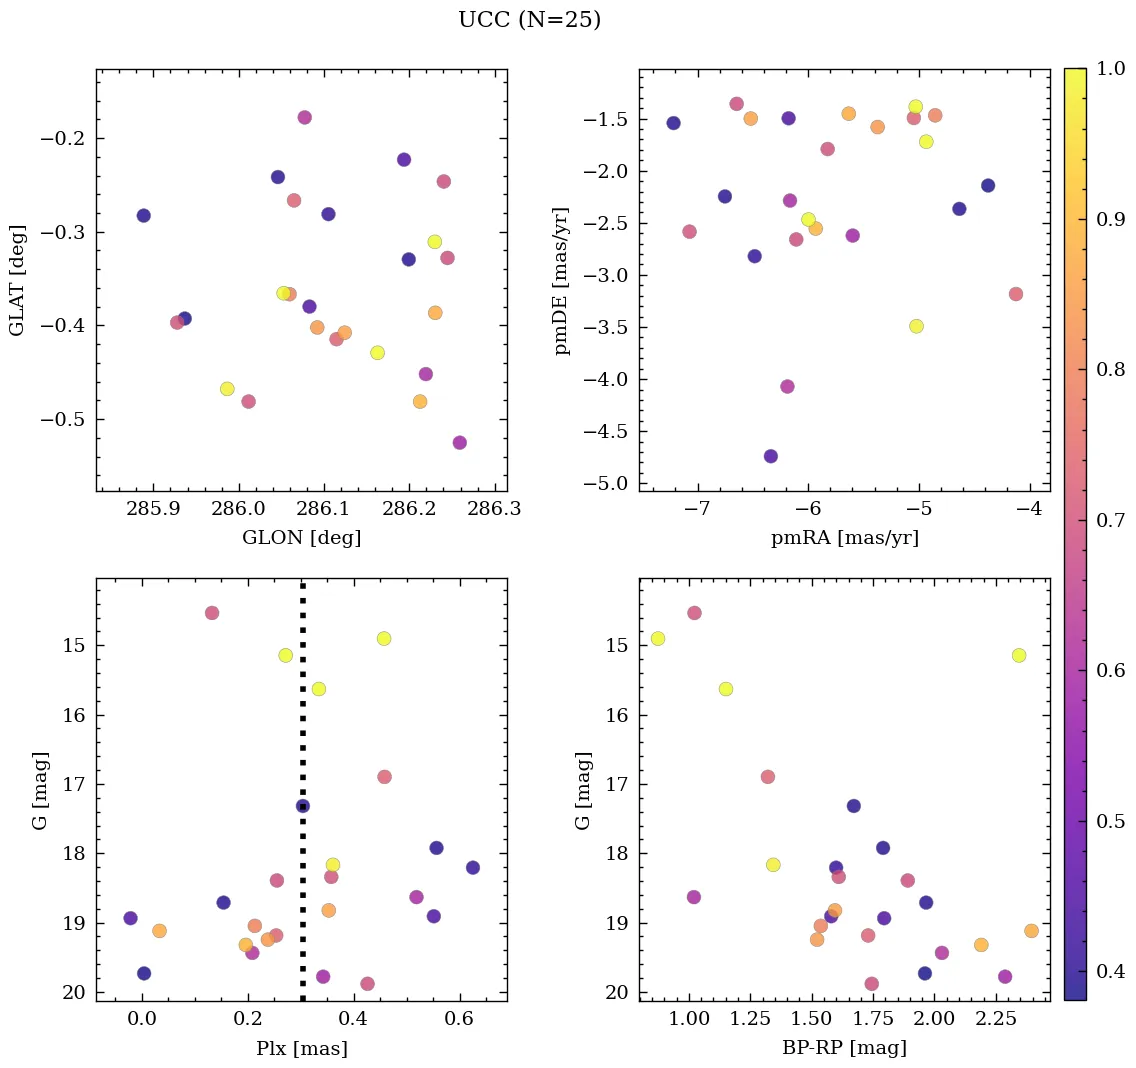 UCC (N=25)
−0.2
−0.3
−0.4
−0.5
GLAT [deg]
285.9 286.0 286.1 286.2 286.3
GLON [deg]
−1.5
−2.0
−2.5
−3.0
−3.5
−4.0
−4.5
−5.0
pmDE [mas/yr]
−7 −6 −5 −4
pmRA [mas/yr]
1.0
0.9
0.8
0.7
0.6
0.5
0.4
15
16
17
18
19
20
G [mag]
0.0 0.2 0.4 0.6
Plx [mas]
15
16
17
18
19
20
G [mag]
1.00 1.25 1.50 1.75 2.00 2.25
BP-RP [mag]